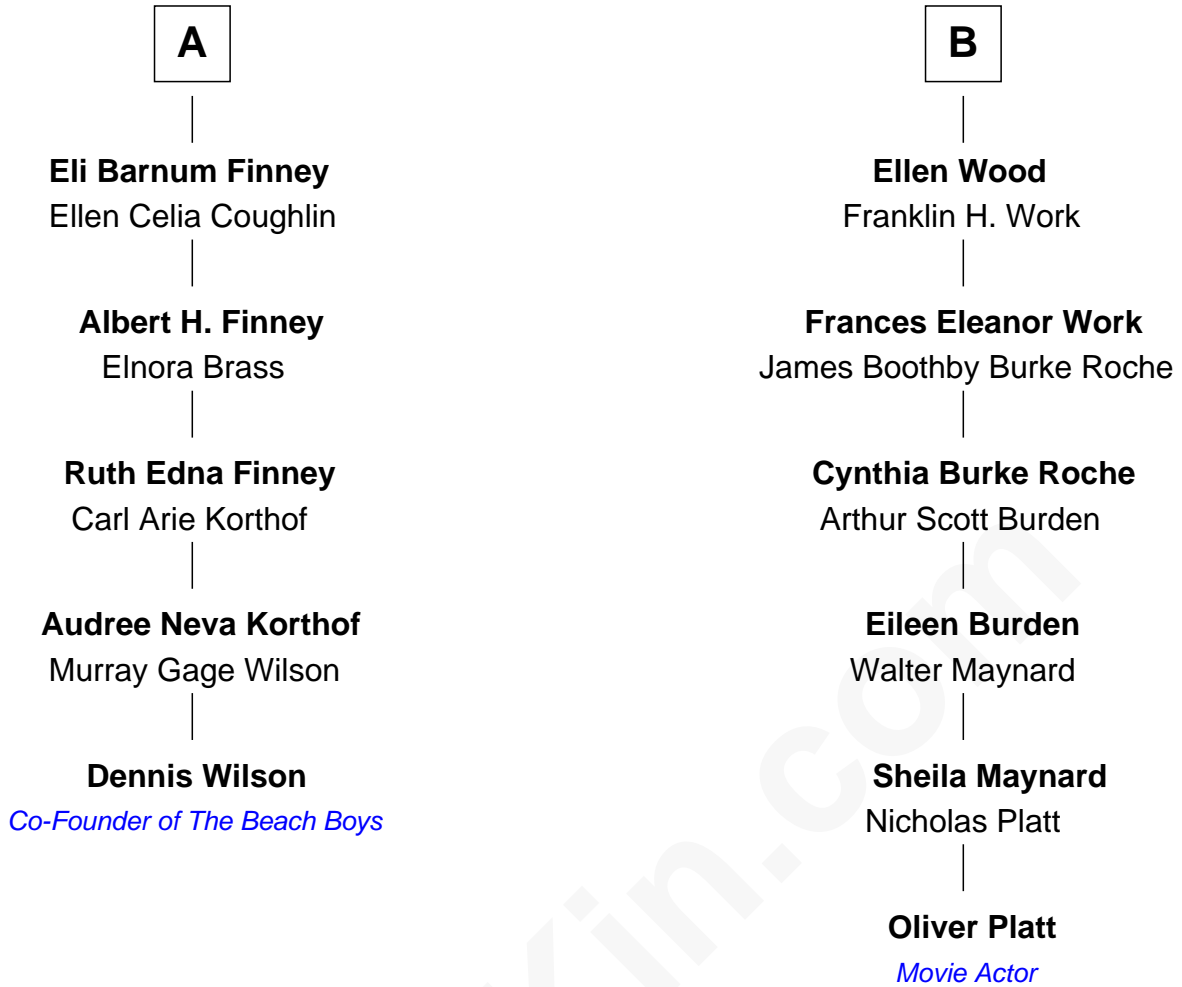 A
Eli Barnum Finney
Ellen Celia Coughlin
Albert H. Finney
Elnora Brass
Ruth Edna Finney
Carl Arie Korthof
Audree Neva Korthof
Murray Gage Wilson
Dennis Wilson
Co-Founder of The Beach Boys
B
Ellen Wood
Franklin H. Work
Frances Eleanor Work
James Boothby Burke Roche
Cynthia Burke Roche
Arthur Scott Burden
Eileen Burden
Walter Maynard
Sheila Maynard
Nicholas Platt
Oliver Platt
Movie Actor
Kin.com